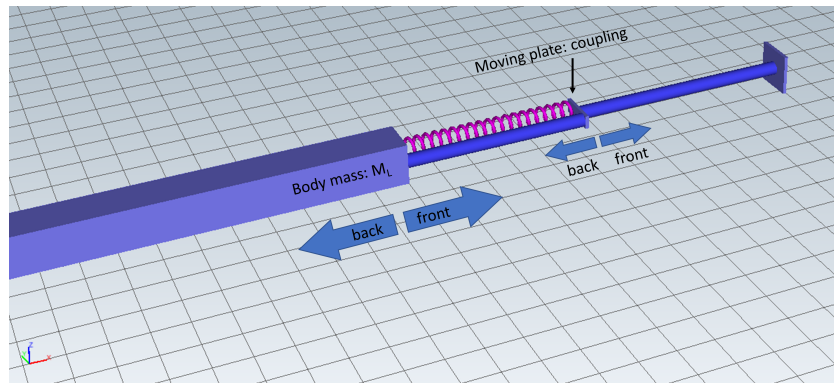 Moving plate: coupling
back
front
Body mass: ML
back
front
z
x